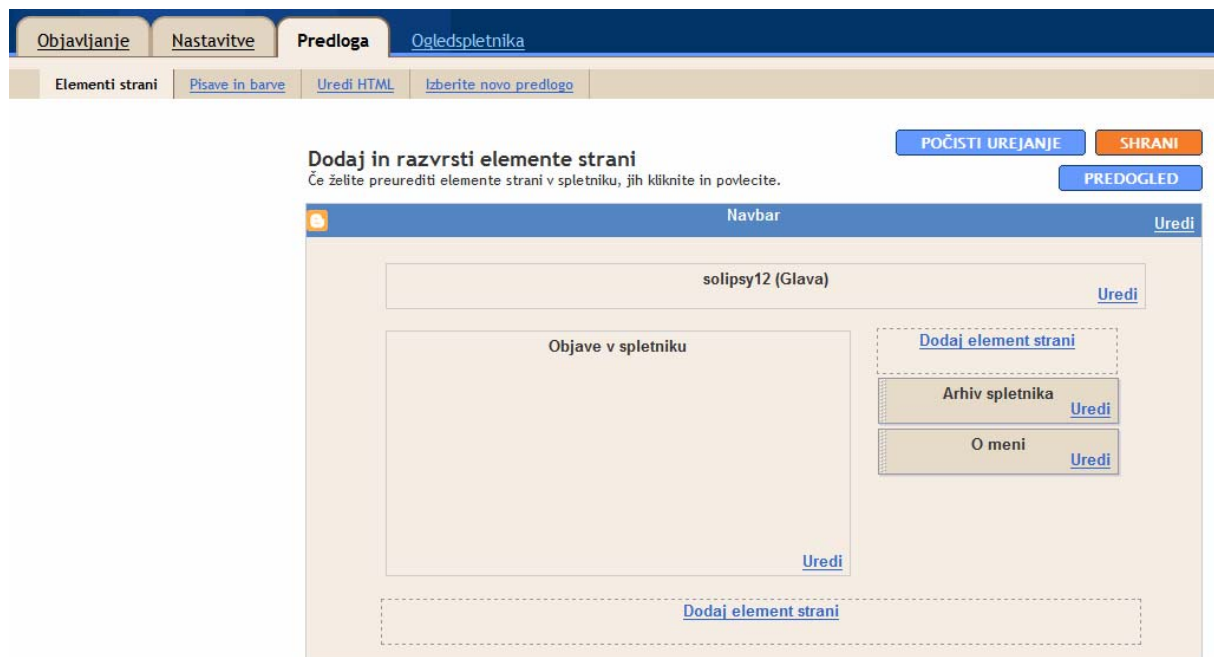 Objavljanje Nastavitve Predloga Ogledspletnika
Elementi strani Pisave in barve Uredi HTML Izberite novo predlogo
POČISTI UREJANJE SHRANI
Dodaj in razvrsti elemente strani
Če želite preurediti elemente strani v spletniku, jih kliknite in povlecite.
PREDOGLED
Navbar
Uredi
solipsy12 (Glava)
Uredi
Objave v spletniku
Uredi
Dodaj element strani
Arhiv spletnika
Uredi
O meni
Uredi
Dodaj element strani